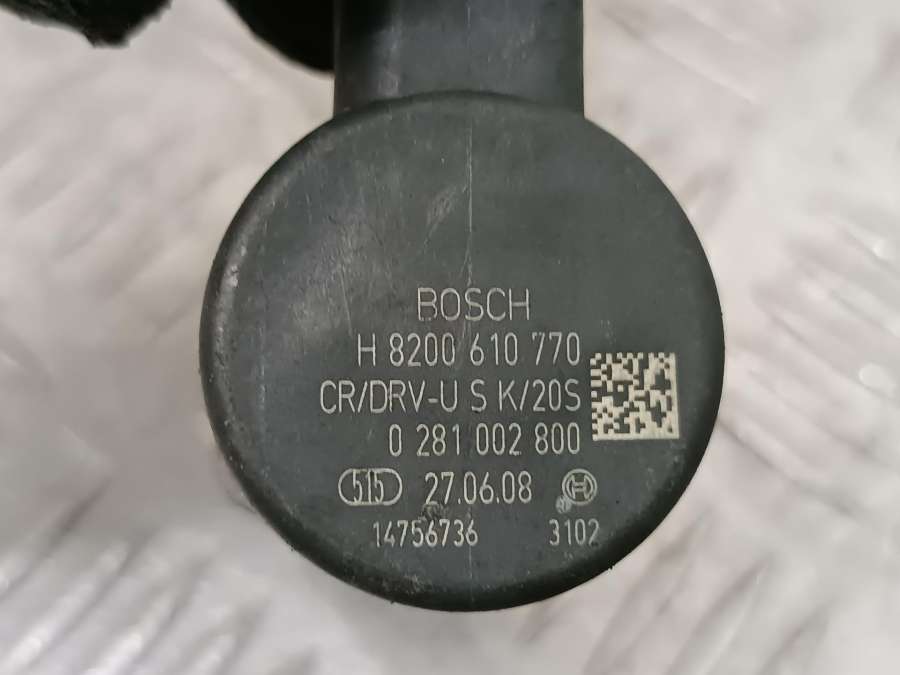 BOSCH
H 8200 610 770
CR/DRV-U S K/20S
0 281 002 800
515 27.06.08 H
14756736 3102